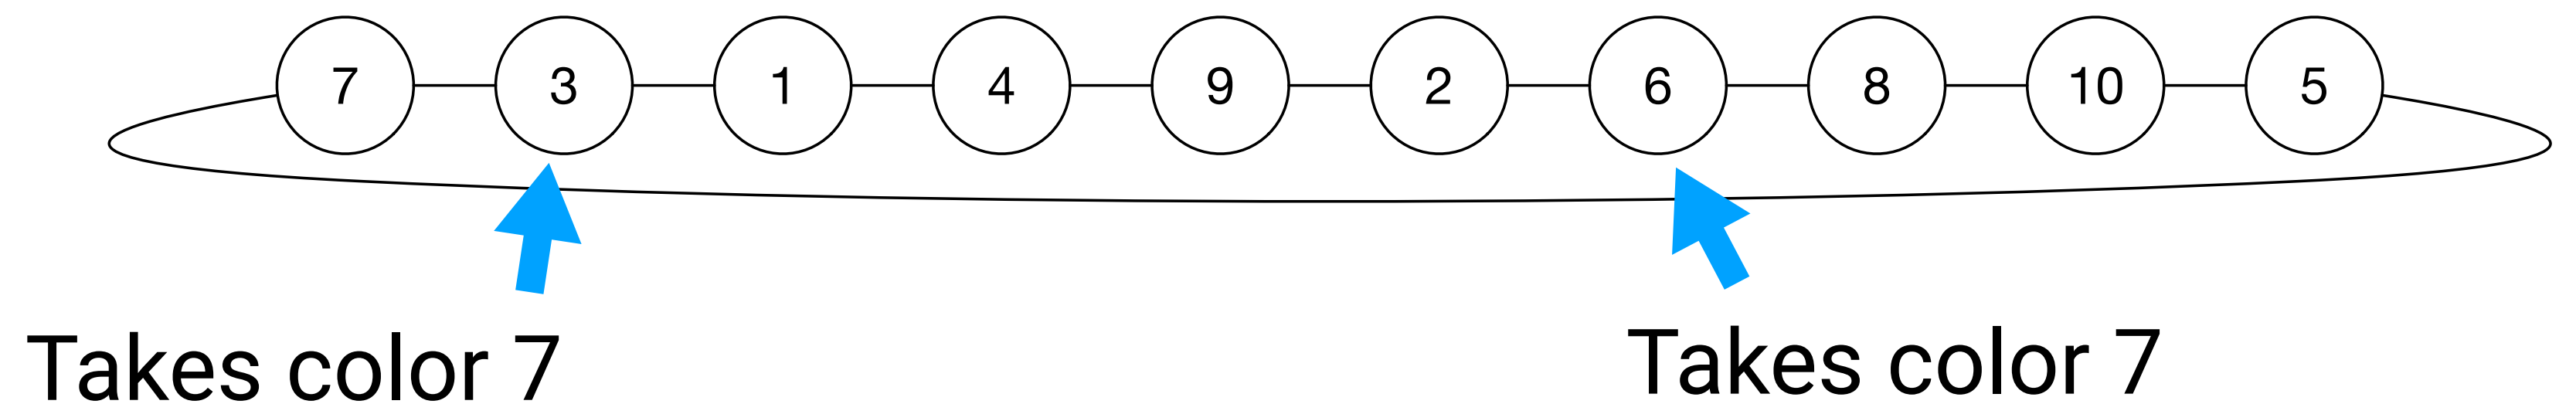 7 3 1 4 9 2 6 8 10 5
Takes color 7 Takes color 7